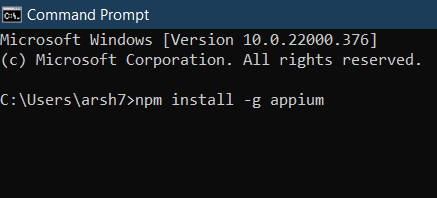 C:\. Command Prompt
Microsoft Windows [Version 10.0.22000.376]
(c) Microsoft Corporation. All rights reserved.
C:\Users\arsh7>npm install -g appium